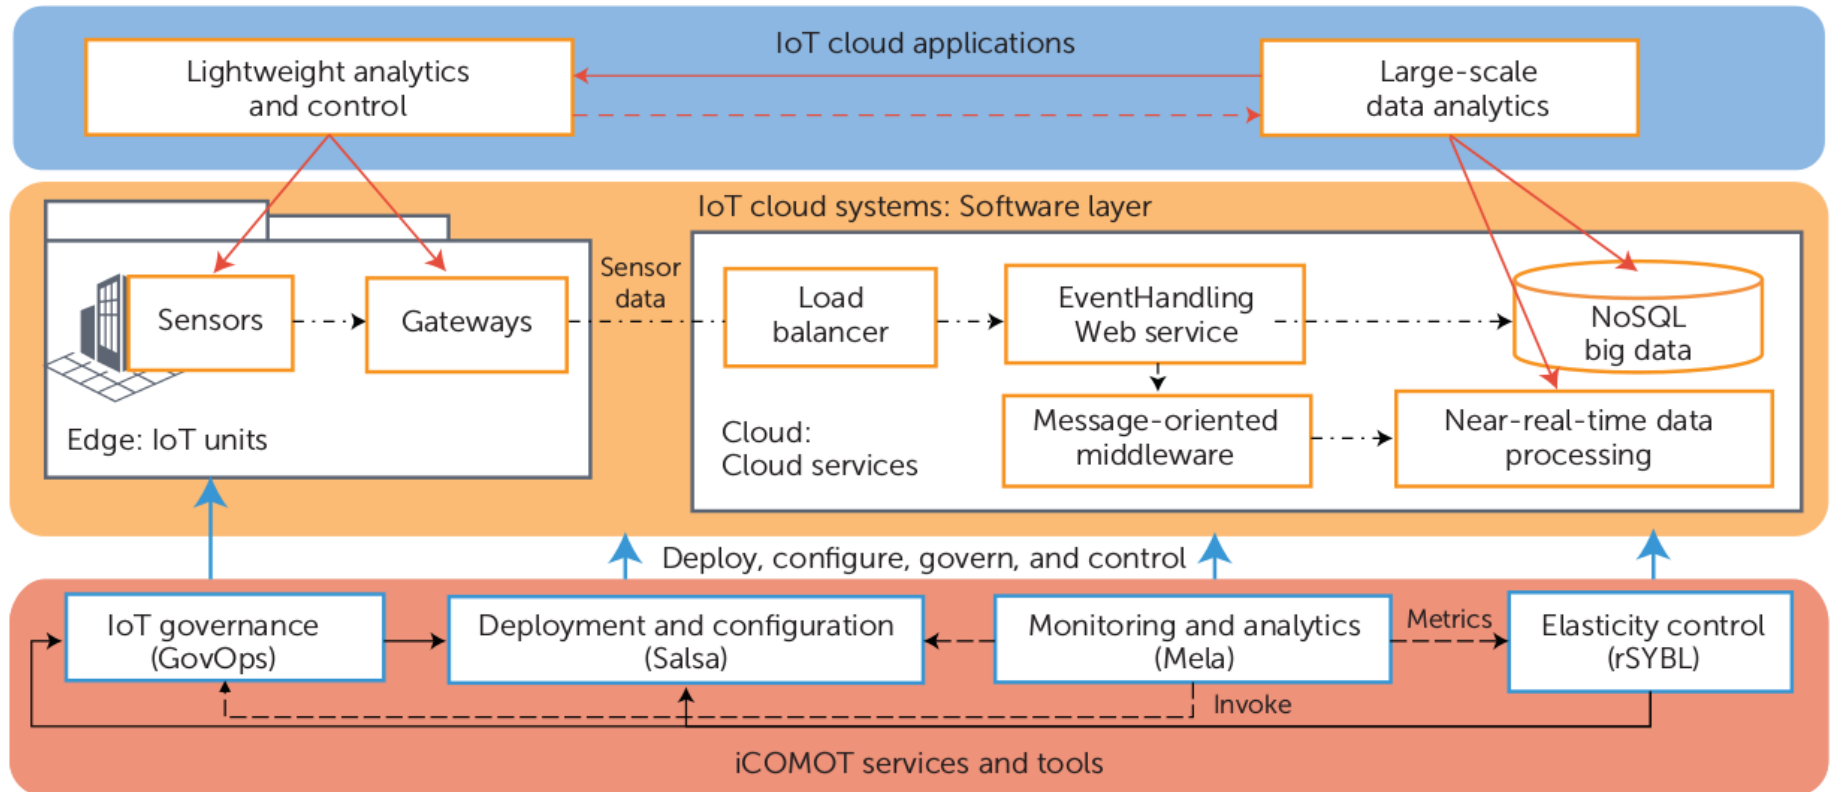 IoT cloud applications
Lightweight analytics
and control
Large-scale
data analytics
IoT cloud systems: Software layer
Sensors
Gateways
Edge: IoT units
Sensor
data
Load
balancer
EventHandling
Web service
NoSQL
big data
Message-oriented
middleware
Near-real-time data
processing
Cloud:
Cloud services
Deploy, configure, govern, and control
IoT governance
(GovOps)
Deployment and configuration
(Salsa)
Monitoring and analytics
(Mela)
Metrics
Elasticity control
(rSYBL)
Invoke
iCOMOT services and tools